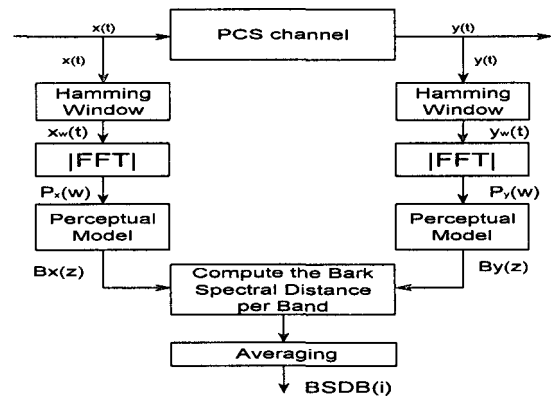 x(t) PCS channel y(t)
x(t) y(t)
Hamming Window Hamming Window
xw(t) yw(t)
|FFT| |FFT|
Px(w) Py(w)
Perceptual Model Perceptual Model
Bx(z) By(z)
Compute the Bark
Spectral Distance
per Band
Averaging
BSDB(i)